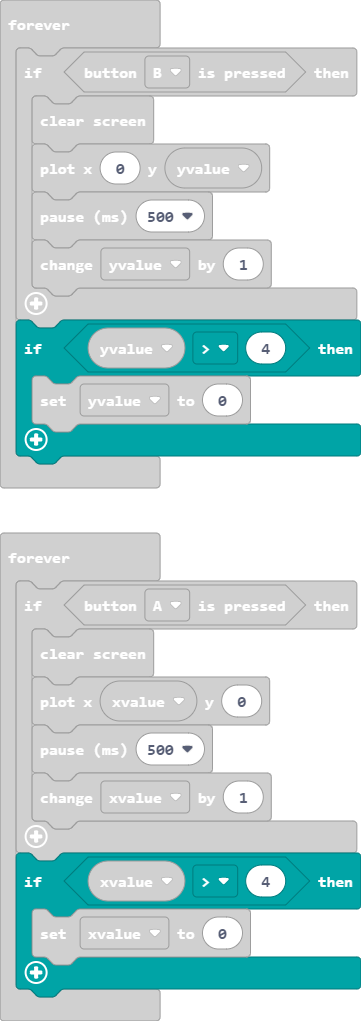 forever
if button B is pressed then
clear screen
plot x 0 y yvalue
pause (ms) 500
change yvalue by 1
if yvalue > 4 then
set yvalue to 0
forever
if button A is pressed then
clear screen
plot x xvalue y 0
pause (ms) 500
change xvalue by 1
if xvalue > 4 then
set xvalue to 0